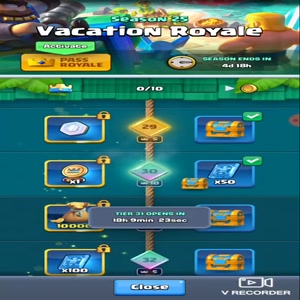 Season 25
Vacation Royale
Activate
PASS
ROYALE
SEASON ENDS IN
4d 18h
0/10
29
x1
30
x50
TIER 31 OPENS IN
18h 9min 23sec
10000
x100
32
5
Close
V RECORDER